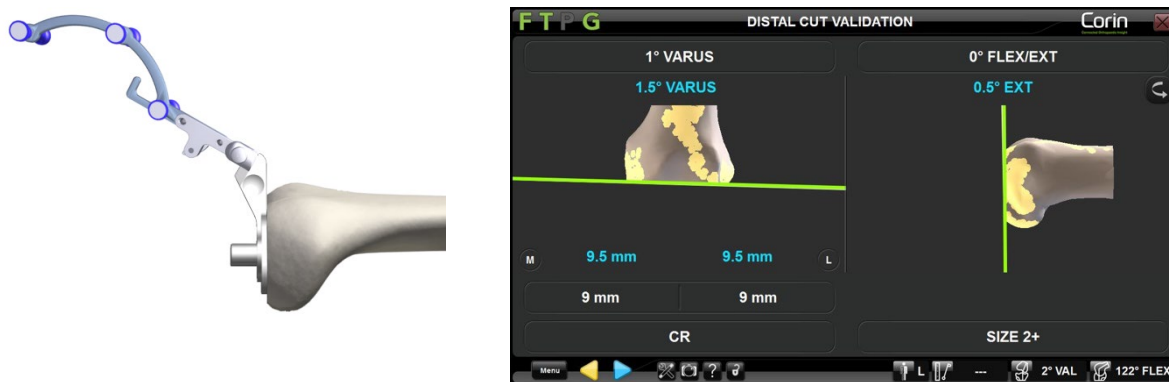 F T P G
DISTAL CUT VALIDATION
Corin
1° VARUS
0° FLEX/EXT
1.5° VARUS
0.5° EXT
M
9.5 mm
9.5 mm
L
9 mm
9 mm
CR
SIZE 2+
Menu
?
L
---
2° VAL
122° FLEX